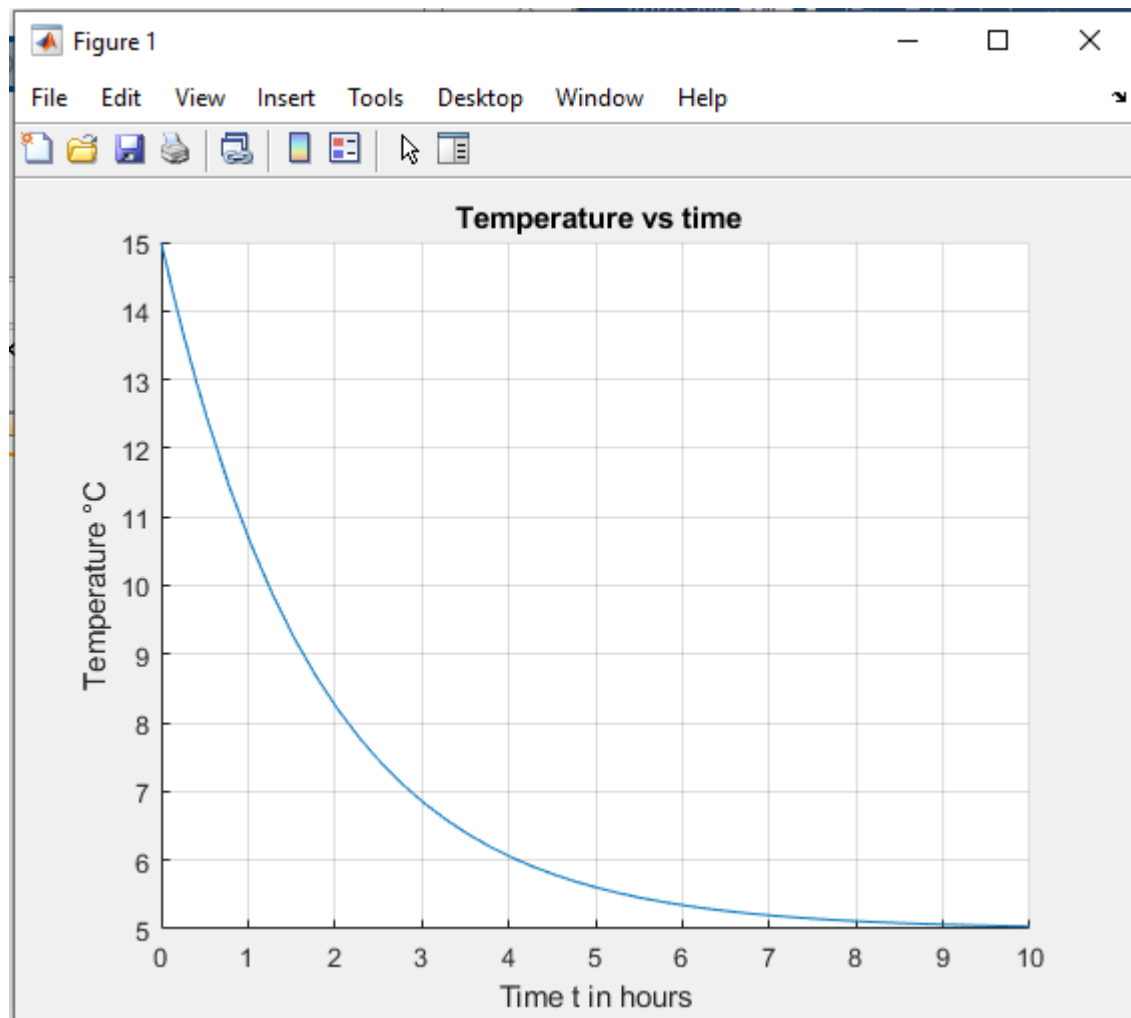 Figure 1
File Edit View Insert Tools Desktop Window Help
Temperature vs time
15
14
13
12
11
10
9
8
7
6
5
Temperature °C
0 1 2 3 4 5 6 7 8 9 10
Time t in hours